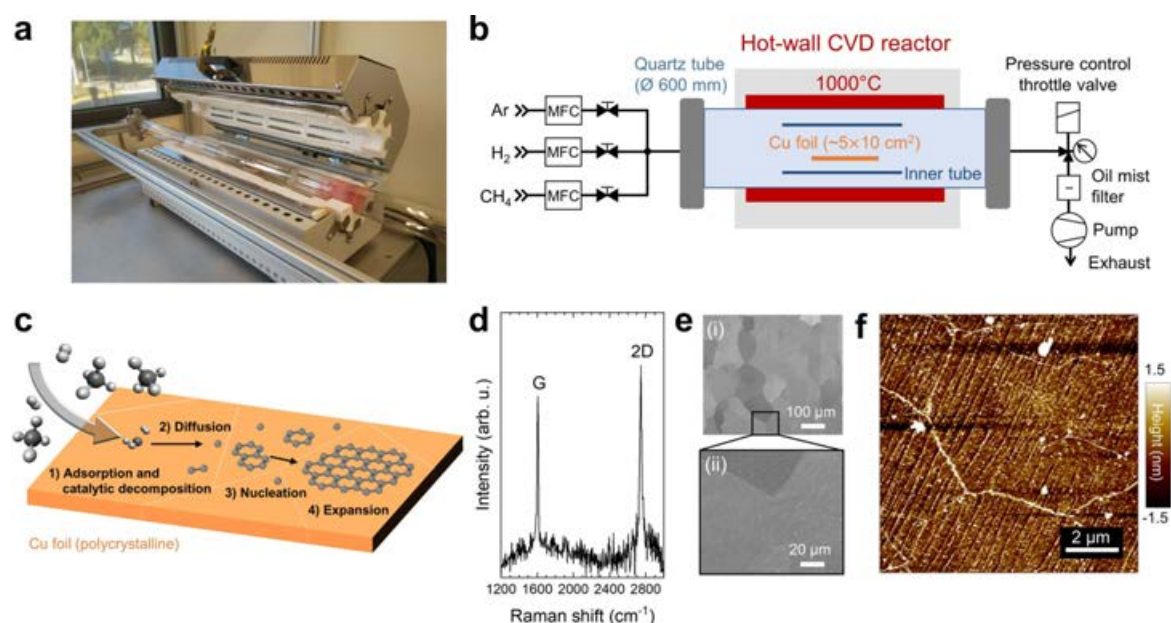 a
b
Hot-wall CVD reactor
Quartz tube
(Ø 600 mm)
1000°C
Pressure control
throttle valve
Ar
MFC
H₂
MFC
CH₄
MFC
Cu foil (~5×10 cm²)
Inner tube
Oil mist
filter
Pump
Exhaust
c
1) Adsorption and
catalytic decomposition
2) Diffusion
3) Nucleation
4) Expansion
Cu foil (polycrystalline)
d
Intensity (arb. u.)
G
2D
1200 1600 2000 2400 2800
Raman shift (cm⁻¹)
e
(i)
100 µm
(ii)
20 µm
f
1.5
Height (nm)
-1.5
2 µm